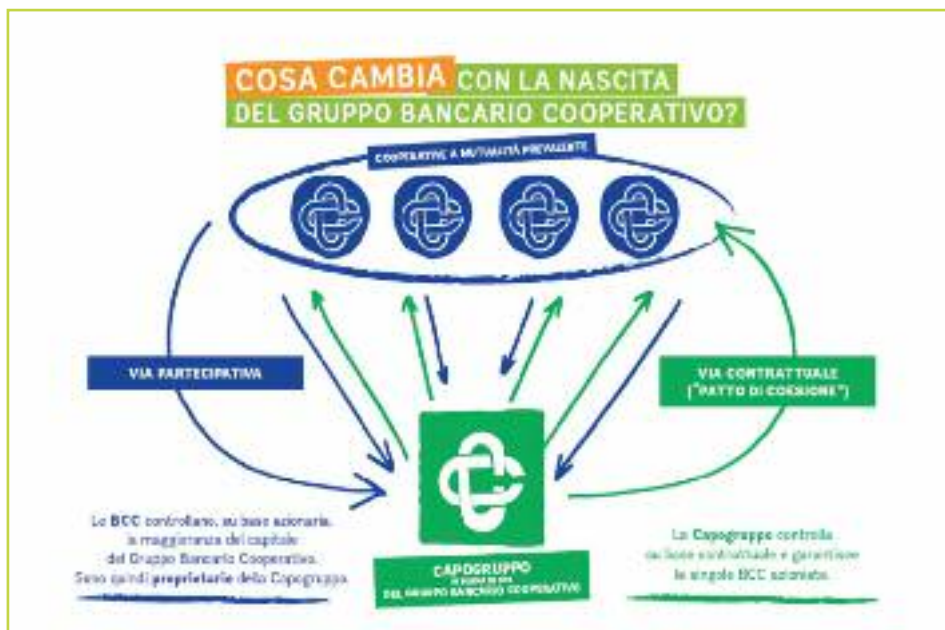 COSA CAMBIA CON LA NASCITA
DEL GRUPPO BANCARIO COOPERATIVO?
COOPERATIVE A MUTUALITÀ PREVALENTE
VIA PARTECIPATIVA
VIA CONTRATTUALE
("PATTO DI COESIONE")
Le BCC controllano, su base azionaria,
la maggioranza del capitale
del Gruppo Bancario Cooperativo.
Sono quindi proprietarie della Capogruppo.
La Capogruppo controlla
su base contrattuale e garantisce
le singole BCC azioniste.
CAPOGRUPPO
DEL GRUPPO BANCARIO COOPERATIVO